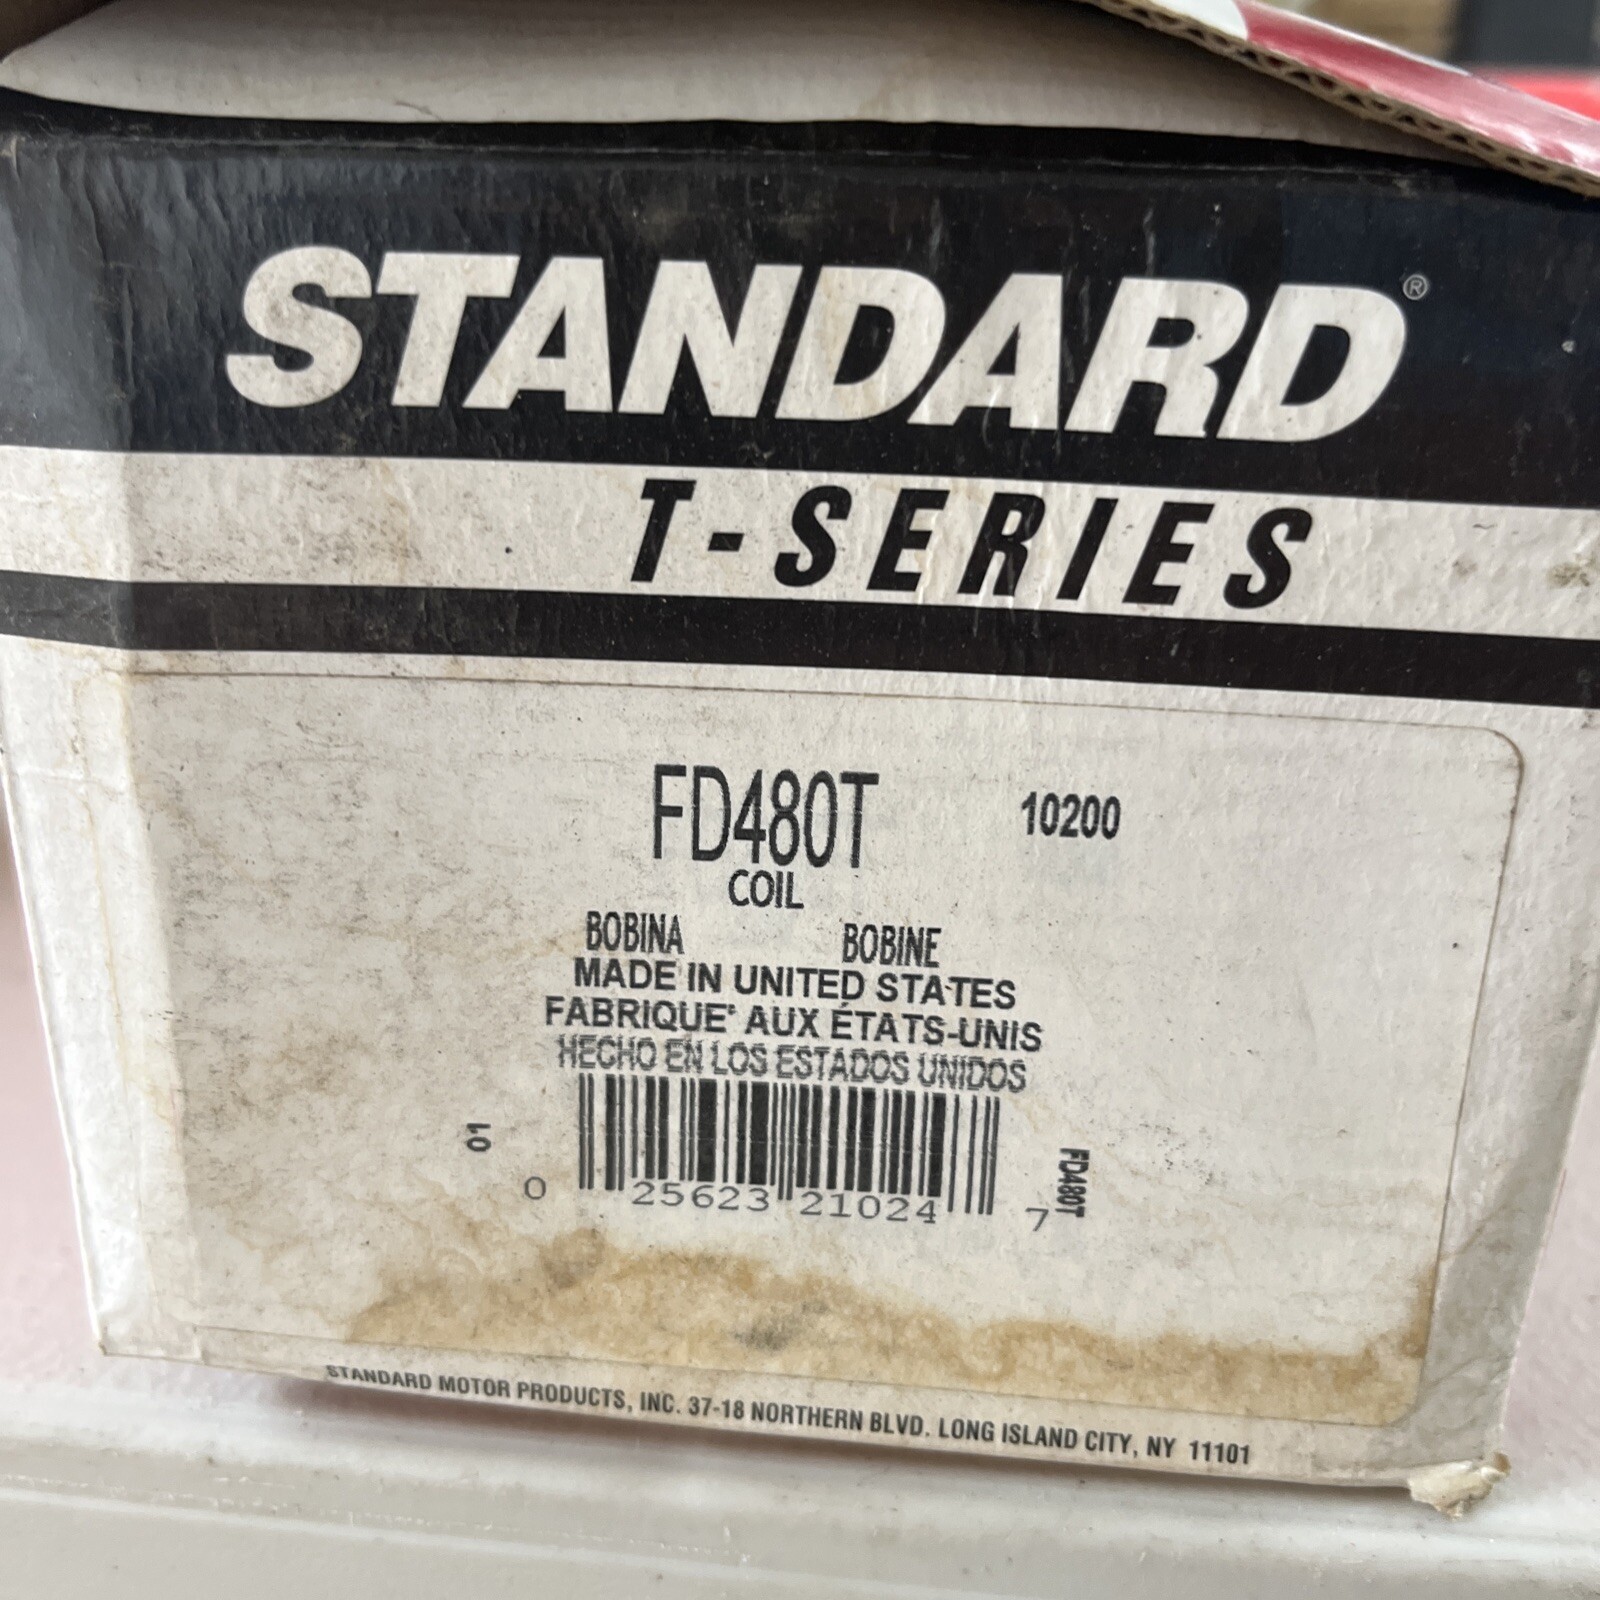 STANDARD®
T-SERIES
FD480T 10200
COIL
BOBINA BOBINE
MADE IN UNITED STATES
FABRIQUE' AUX ÉTATS-UNIS
HECHO EN LOS ESTADOS UNIDOS
01
0 25623 21024 7
FD480T
STANDARD MOTOR PRODUCTS, INC. 37-18 NORTHERN BLVD. LONG ISLAND CITY, NY 11101